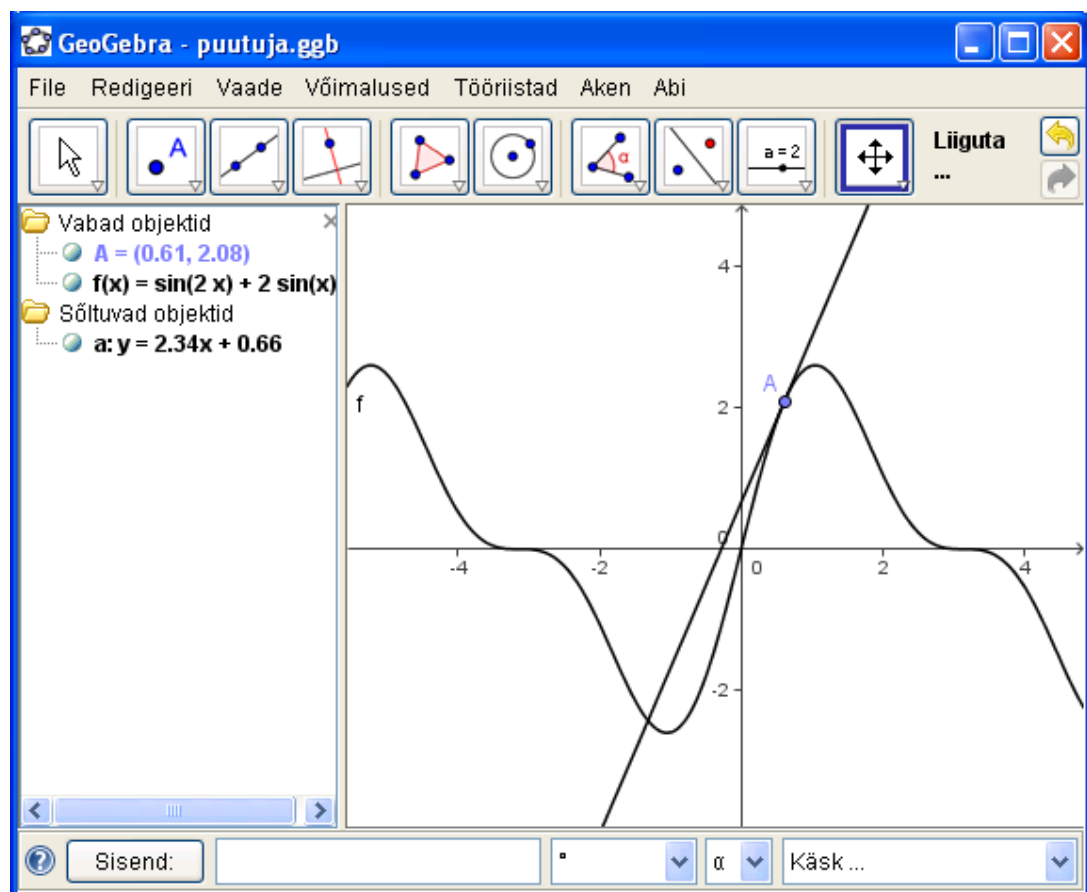 GeoGebra - puutuja.ggb
File Redigeeri Vaade Võimalused Tööriistad Aken Abi
A
α
a = 2
Liiguta
...
Vabad objektid
A = (0.61, 2.08)
f(x) = sin(2 x) + 2 sin(x)
Sõltuvad objektid
a: y = 2.34x + 0.66
4
A
f
2
0
-4 -2 0 2 4
-2
Sisend: ° α Käsk ...